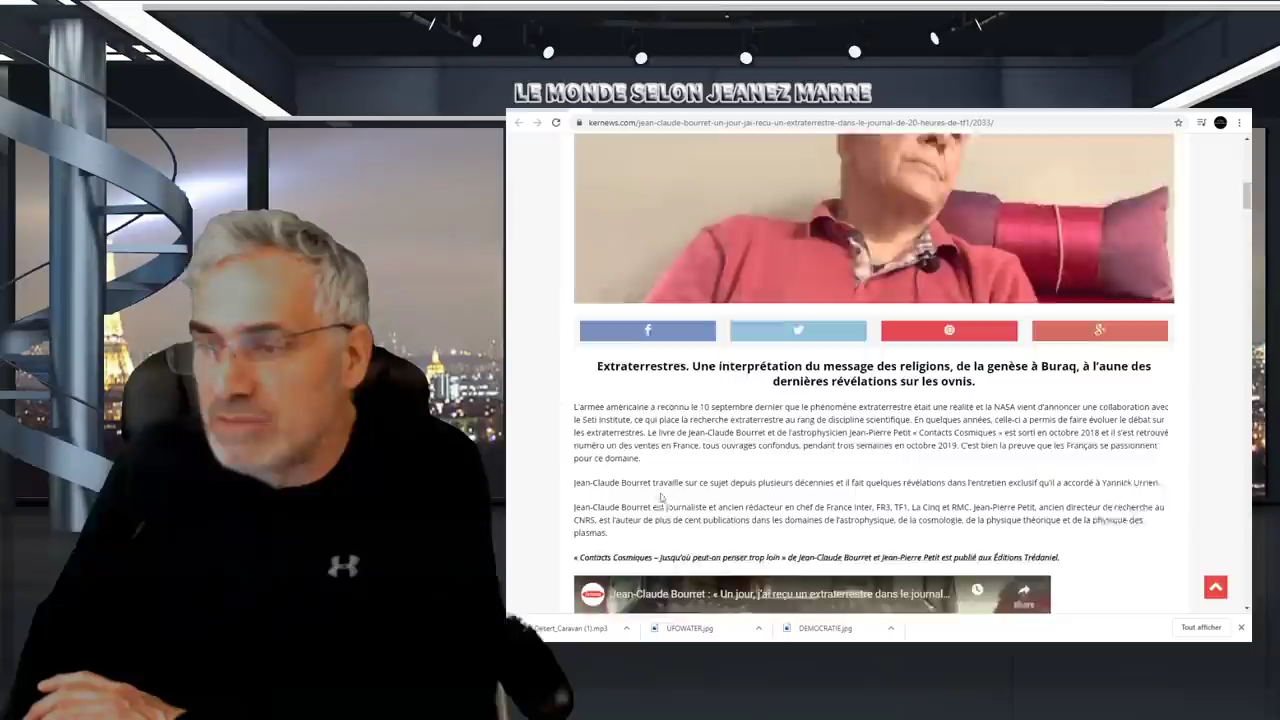 LE MONDE SELON JEANEZ MARRE
kernews.com/jean-claude-bourret-un-jour-jai-recu-un-extraterrestre-dans-le-journal-de-20-heures-de-tf1/2033/
Extraterrestres. Une interprétation du message des religions, de la genèse à Buraq, à l'aune des
dernières révélations sur les ovnis.
L'armée américaine a reconnu le 10 septembre dernier que le phénomène extraterrestre était une réalité et la NASA vient d'annoncer une collaboration avec
le Seti Institute, ce qui place la recherche extraterrestre au rang de discipline scientifique. En quelques années, celle-ci a permis de faire évoluer le débat sur
les extraterrestres. Le livre de Jean-Claude Bourret et de l'astrophysicien Jean-Pierre Petit « Contacts Cosmiques » est sorti en octobre 2018 et il s'est retrouvé
numéro un des ventes en France, tous ouvrages confondus, pendant trois semaines en octobre 2019. C'est bien la preuve que les Français se passionnent
pour ce domaine.
Jean-Claude Bourret travaille sur ce sujet depuis plusieurs décennies et il fait quelques révélations dans l'entretien exclusif qu'il a accordé à Yannick Urrien.
Jean-Claude Bourret est journaliste et ancien rédacteur en chef de France Inter, FR3, TF1, La Cinq et RMC. Jean-Pierre Petit, ancien directeur de recherche au
CNRS, est l'auteur de plus de cent publications dans les domaines de l'astrophysique, de la cosmologie, de la physique théorique et de la physique des
plasmas.
« Contacts Cosmiques – Jusqu'où peut-on penser trop loin » de Jean-Claude Bourret et Jean-Pierre Petit est publié aux Éditions Trédaniel.
Jean-Claude Bourret : « Un jour, j'ai reçu un extraterrestre dans le journal...
Share
Desert_Caravan (1).mp3
UFOWATER.jpg
DEMOCRATIE.jpg
Tout afficher